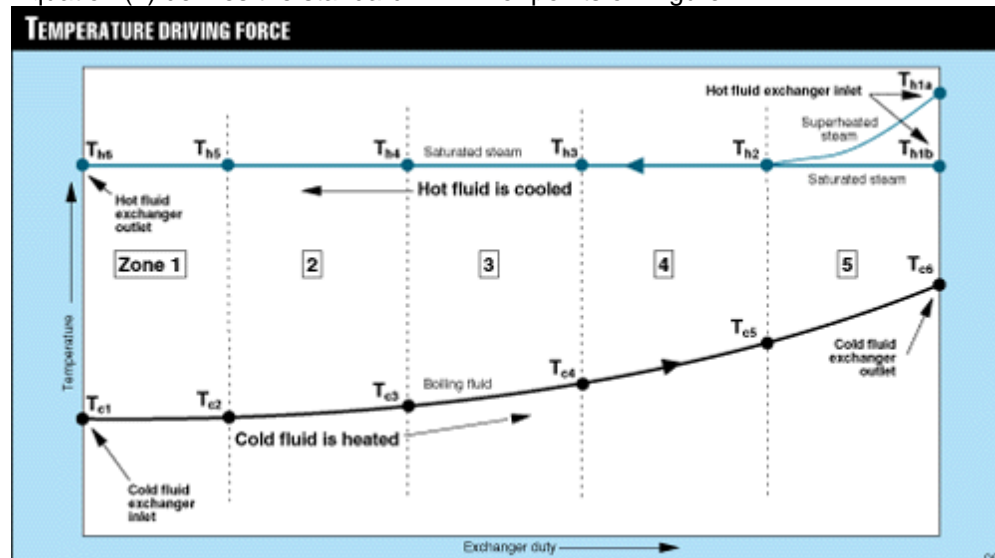 TEMPERATURE DRIVING FORCE
Hot fluid exchanger inlet
Th1a
Superheated
steam
Th6
Th5
Th4
Saturated steam
Th3
Th2
Th1b
Saturated steam
Hot fluid is cooled
Hot fluid
exchanger
outlet
Zone 1
2
3
4
5
Tc6
Temperature
Cold fluid
exchanger
outlet
Tc5
Tc4
Boiling fluid
Tc3
Tc2
Tc1
Cold fluid is heated
Cold fluid
exchanger
inlet
Exchanger duty